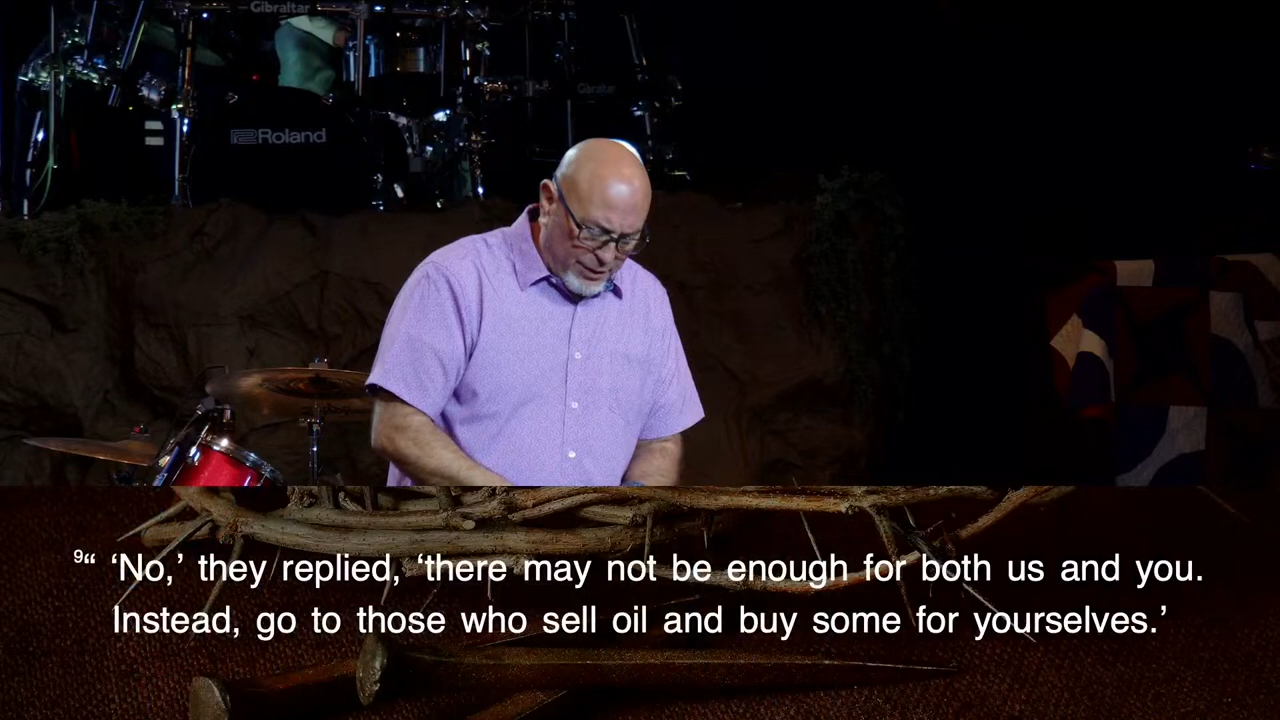 Gibraltar
Gibraltar
Roland
⁹“ ‘No,’ they replied, ‘there may not be enough for both us and you.
Instead, go to those who sell oil and buy some for yourselves.’